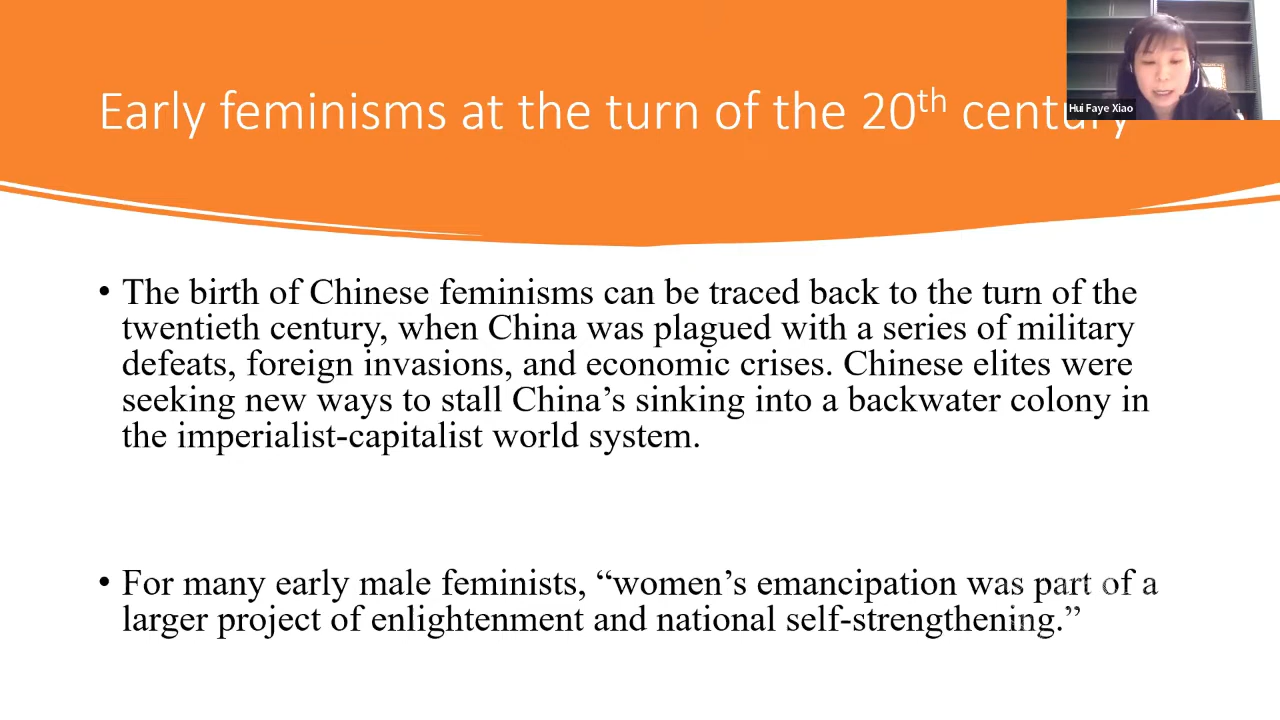 Early feminisms at the turn of the 20th century
Hui Faye Xiao
• The birth of Chinese feminisms can be traced back to the turn of the
twentieth century, when China was plagued with a series of military
defeats, foreign invasions, and economic crises. Chinese elites were
seeking new ways to stall China’s sinking into a backwater colony in
the imperialist-capitalist world system.
• For many early male feminists, “women’s emancipation was part of a
larger project of enlightenment and national self-strengthening.”